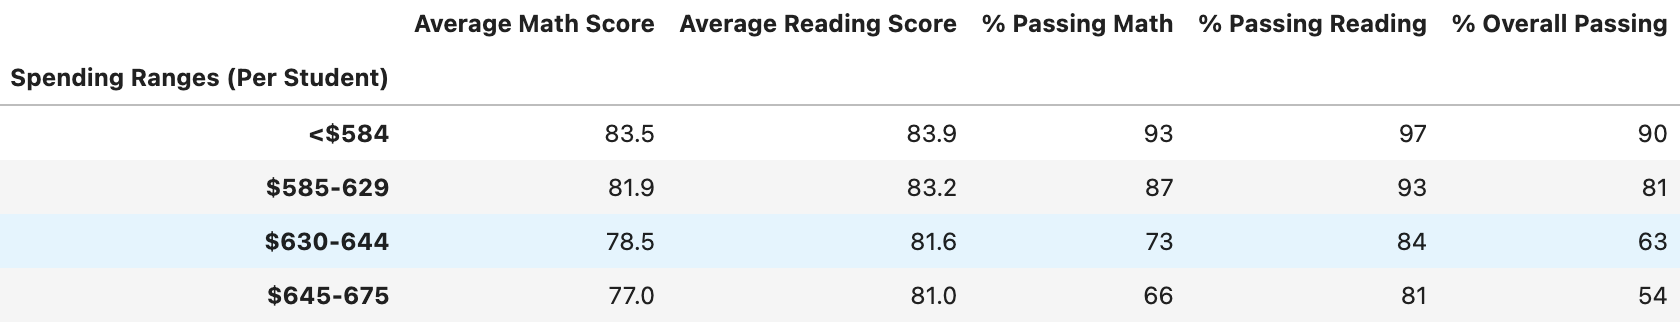 Average Math Score Average Reading Score % Passing Math % Passing Reading % Overall Passing
Spending Ranges (Per Student)
<$584 83.5 83.9 93 97 90
$585-629 81.9 83.2 87 93 81
$630-644 78.5 81.6 73 84 63
$645-675 77.0 81.0 66 81 54